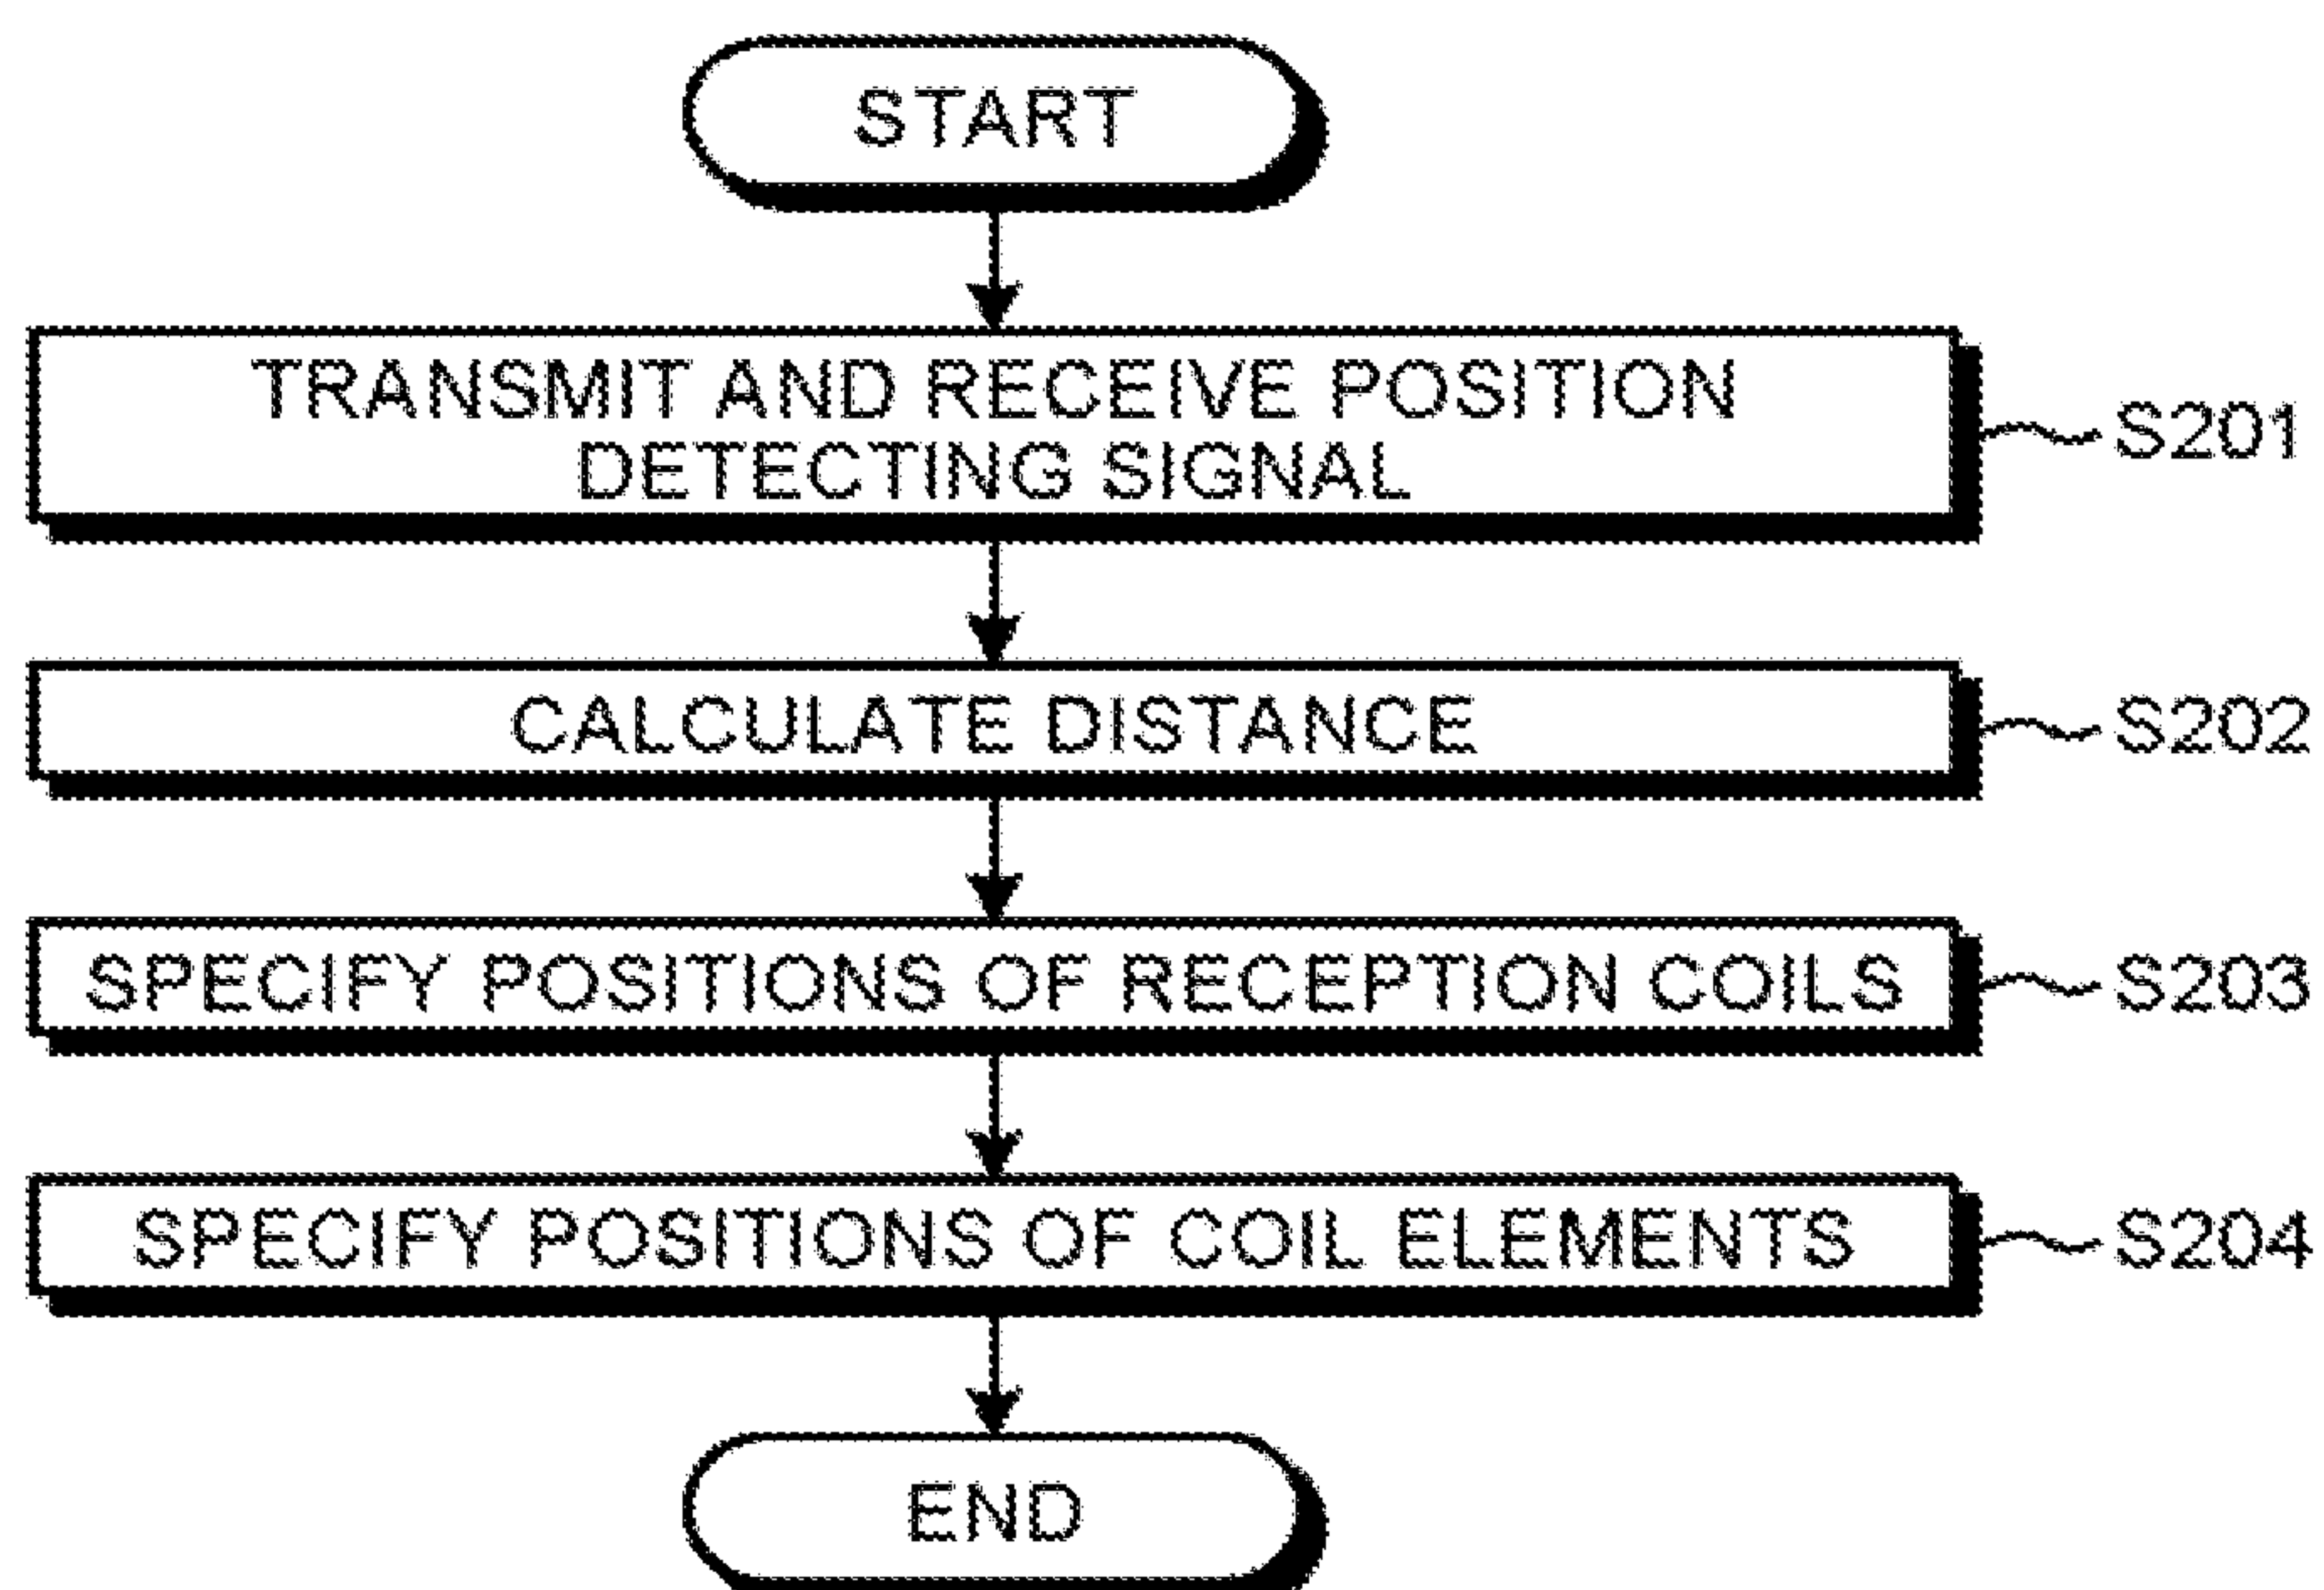 START
TRANSMIT AND RECEIVE POSITION
DETECTING SIGNAL
S201
CALCULATE DISTANCE
S202
SPECIFY POSITIONS OF RECEPTION COILS
S203
SPECIFY POSITIONS OF COIL ELEMENTS
S204
END